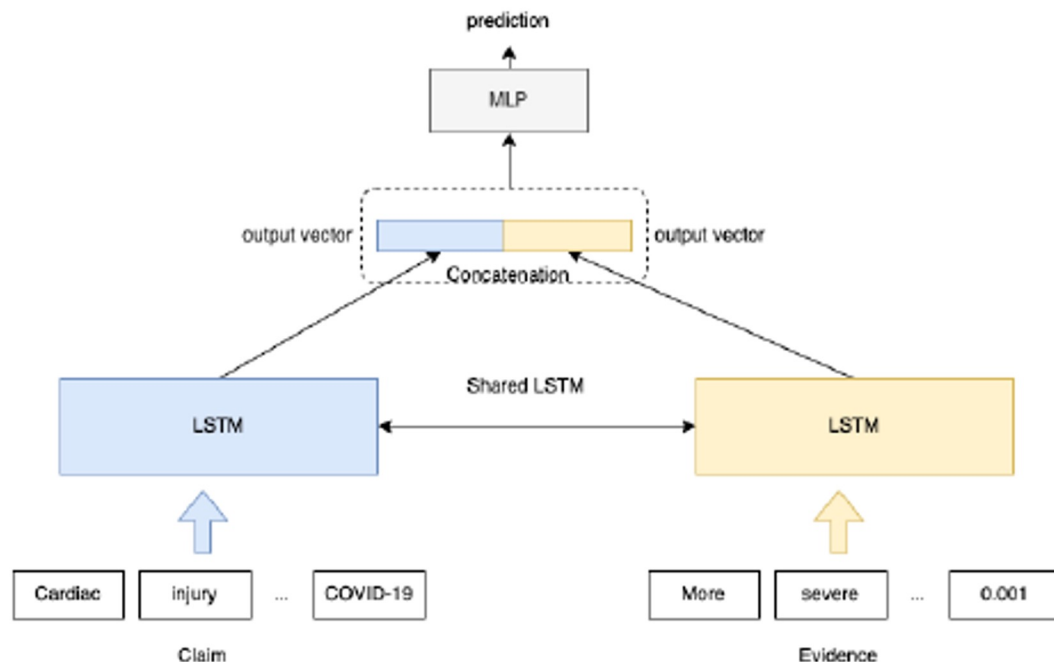 prediction
MLP
output vector
output vector
Concatenation
Shared LSTM
LSTM
LSTM
Cardiac injury ... COVID-19
More severe ... 0.001
Claim
Evidence